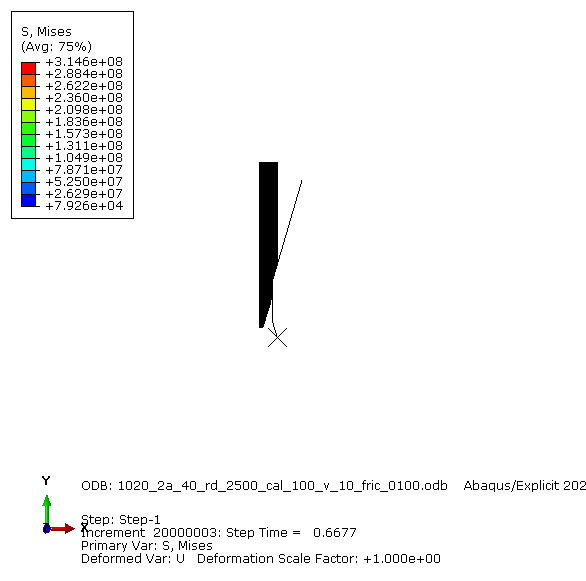 S, Mises
(Avg: 75%)
+3.146e+08
+2.884e+08
+2.622e+08
+2.360e+08
+2.098e+08
+1.836e+08
+1.573e+08
+1.311e+08
+1.049e+08
+7.871e+07
+5.250e+07
+2.629e+07
+7.926e+04
Y
X
ODB: 1020_2a_40_rd_2500_cal_100_v_10_fric_0100.odb Abaqus/Explicit 202
Step: Step-1
Increment 20000003: Step Time = 0.6677
Primary Var: S, Mises
Deformed Var: U Deformation Scale Factor: +1.000e+00